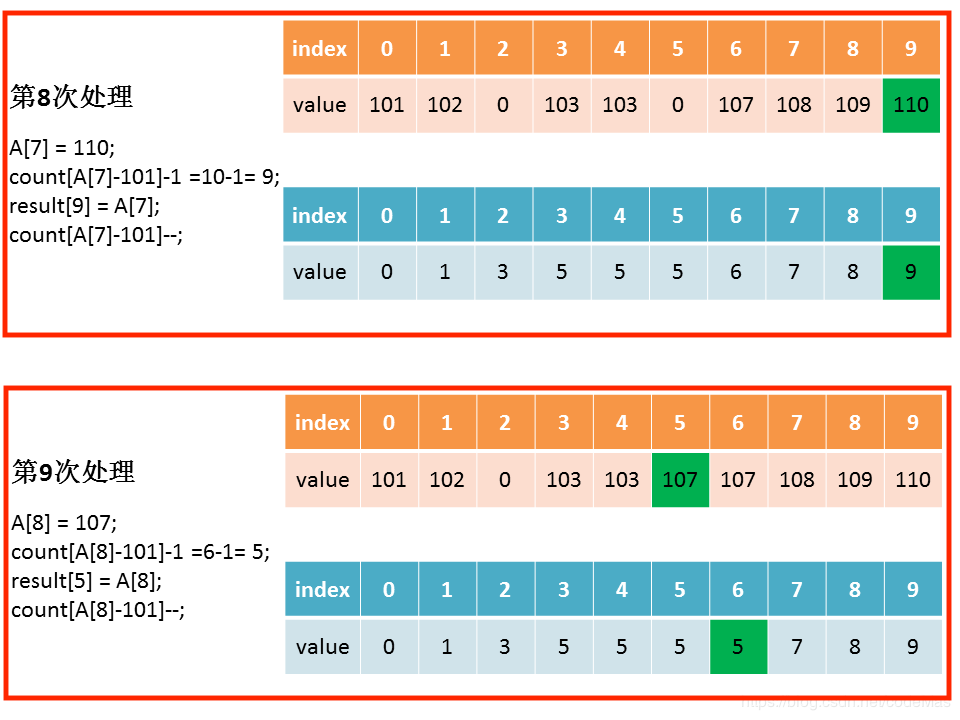 第8次处理
A[7] = 110;
count[A[7]-101]-1 =10-1= 9;
result[9] = A[7];
count[A[7]-101]--;
index 0 1 2 3 4 5 6 7 8 9
value 101 102 0 103 103 0 107 108 109 110
index 0 1 2 3 4 5 6 7 8 9
value 0 1 3 5 5 5 6 7 8 9
第9次处理
A[8] = 107;
count[A[8]-101]-1 =6-1= 5;
result[5] = A[8];
count[A[8]-101]--;
index 0 1 2 3 4 5 6 7 8 9
value 101 102 0 103 103 107 107 108 109 110
index 0 1 2 3 4 5 6 7 8 9
value 0 1 3 5 5 5 5 7 8 9
https://blog.csdn.net/codeMas